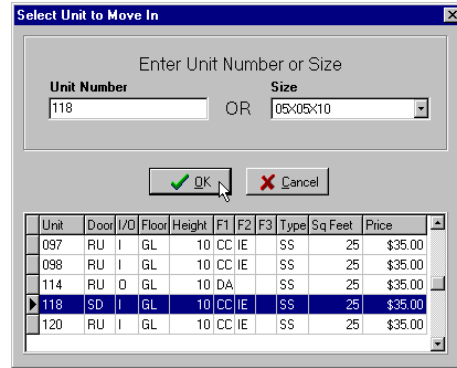 Select Unit to Move In
Enter Unit Number or Size
Unit Number Size
118 OR 05X05X10
OK Cancel
Unit Door I/O Floor Height F1 F2 F3 Type Sq Feet Price
097 RU I GL 10 CC IE SS 25 $35.00
098 RU I GL 10 CC IE SS 25 $35.00
114 RU O GL 10 DA SS 25 $35.00
118 SD I GL 10 CC IE SS 25 $35.00
120 RU I GL 10 CC IE SS 25 $35.00